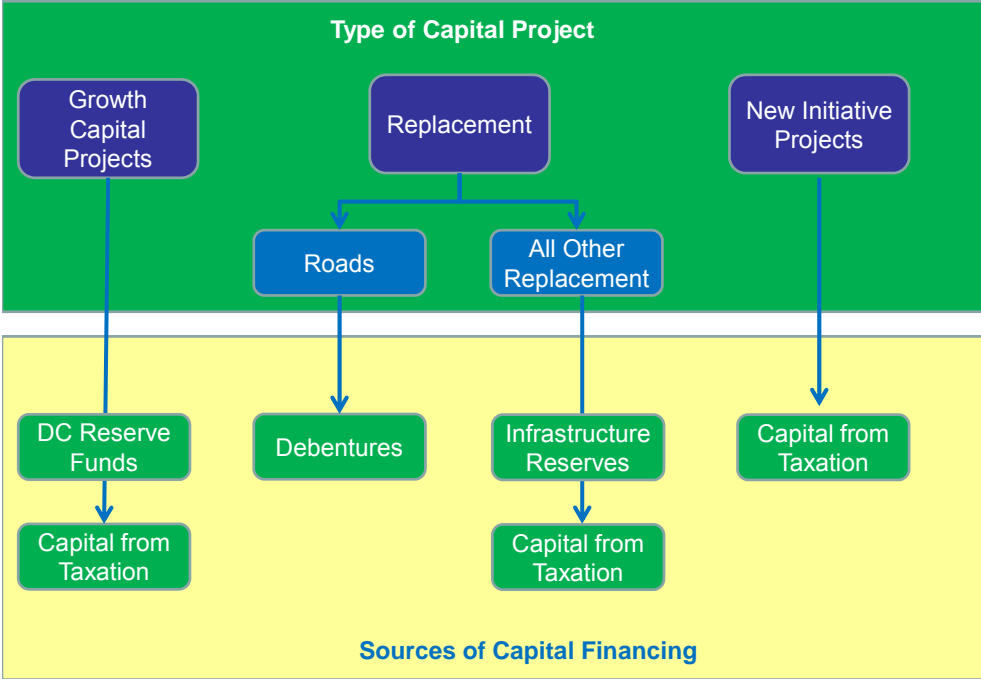 Type of Capital Project
Growth
Capital
Projects
Replacement
New Initiative
Projects
Roads
All Other
Replacement
DC Reserve
Funds
Debentures
Infrastructure
Reserves
Capital from
Taxation
Capital from
Taxation
Capital from
Taxation
Sources of Capital Financing